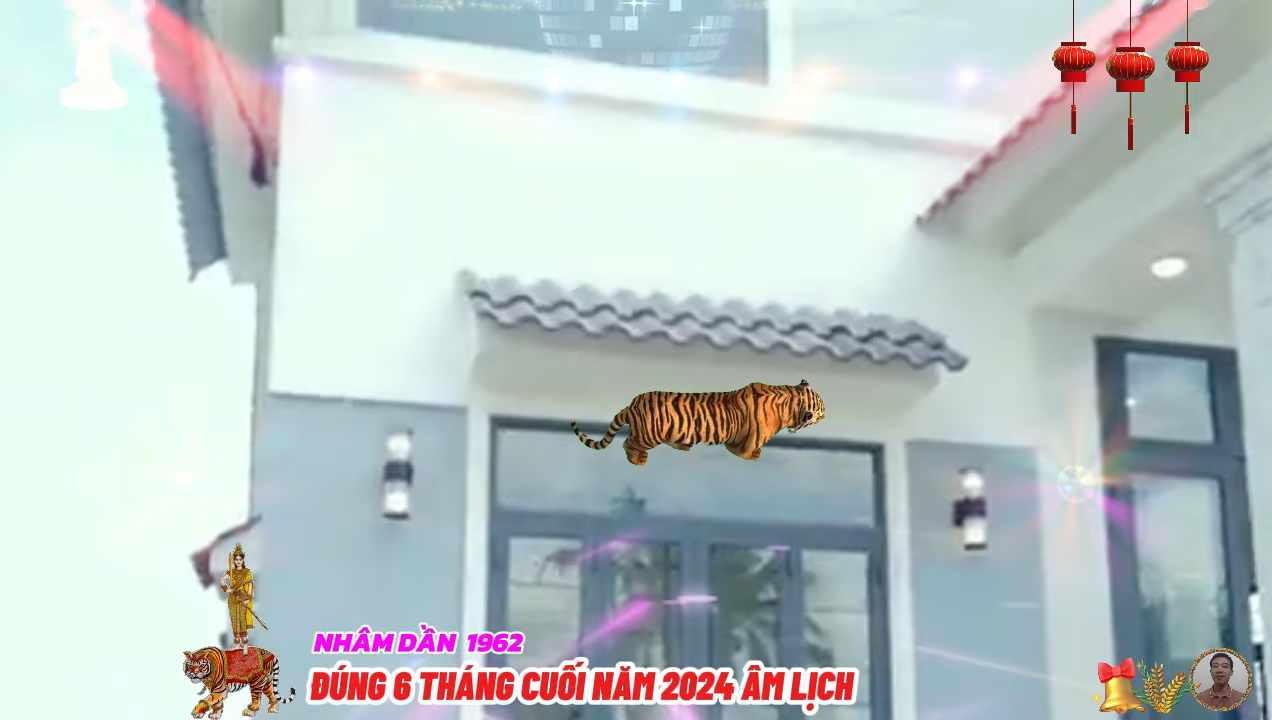 NHÂM DẦN 1962
ĐÚNG 6 THÁNG CUỐI NĂM 2024 ÂM LỊCH